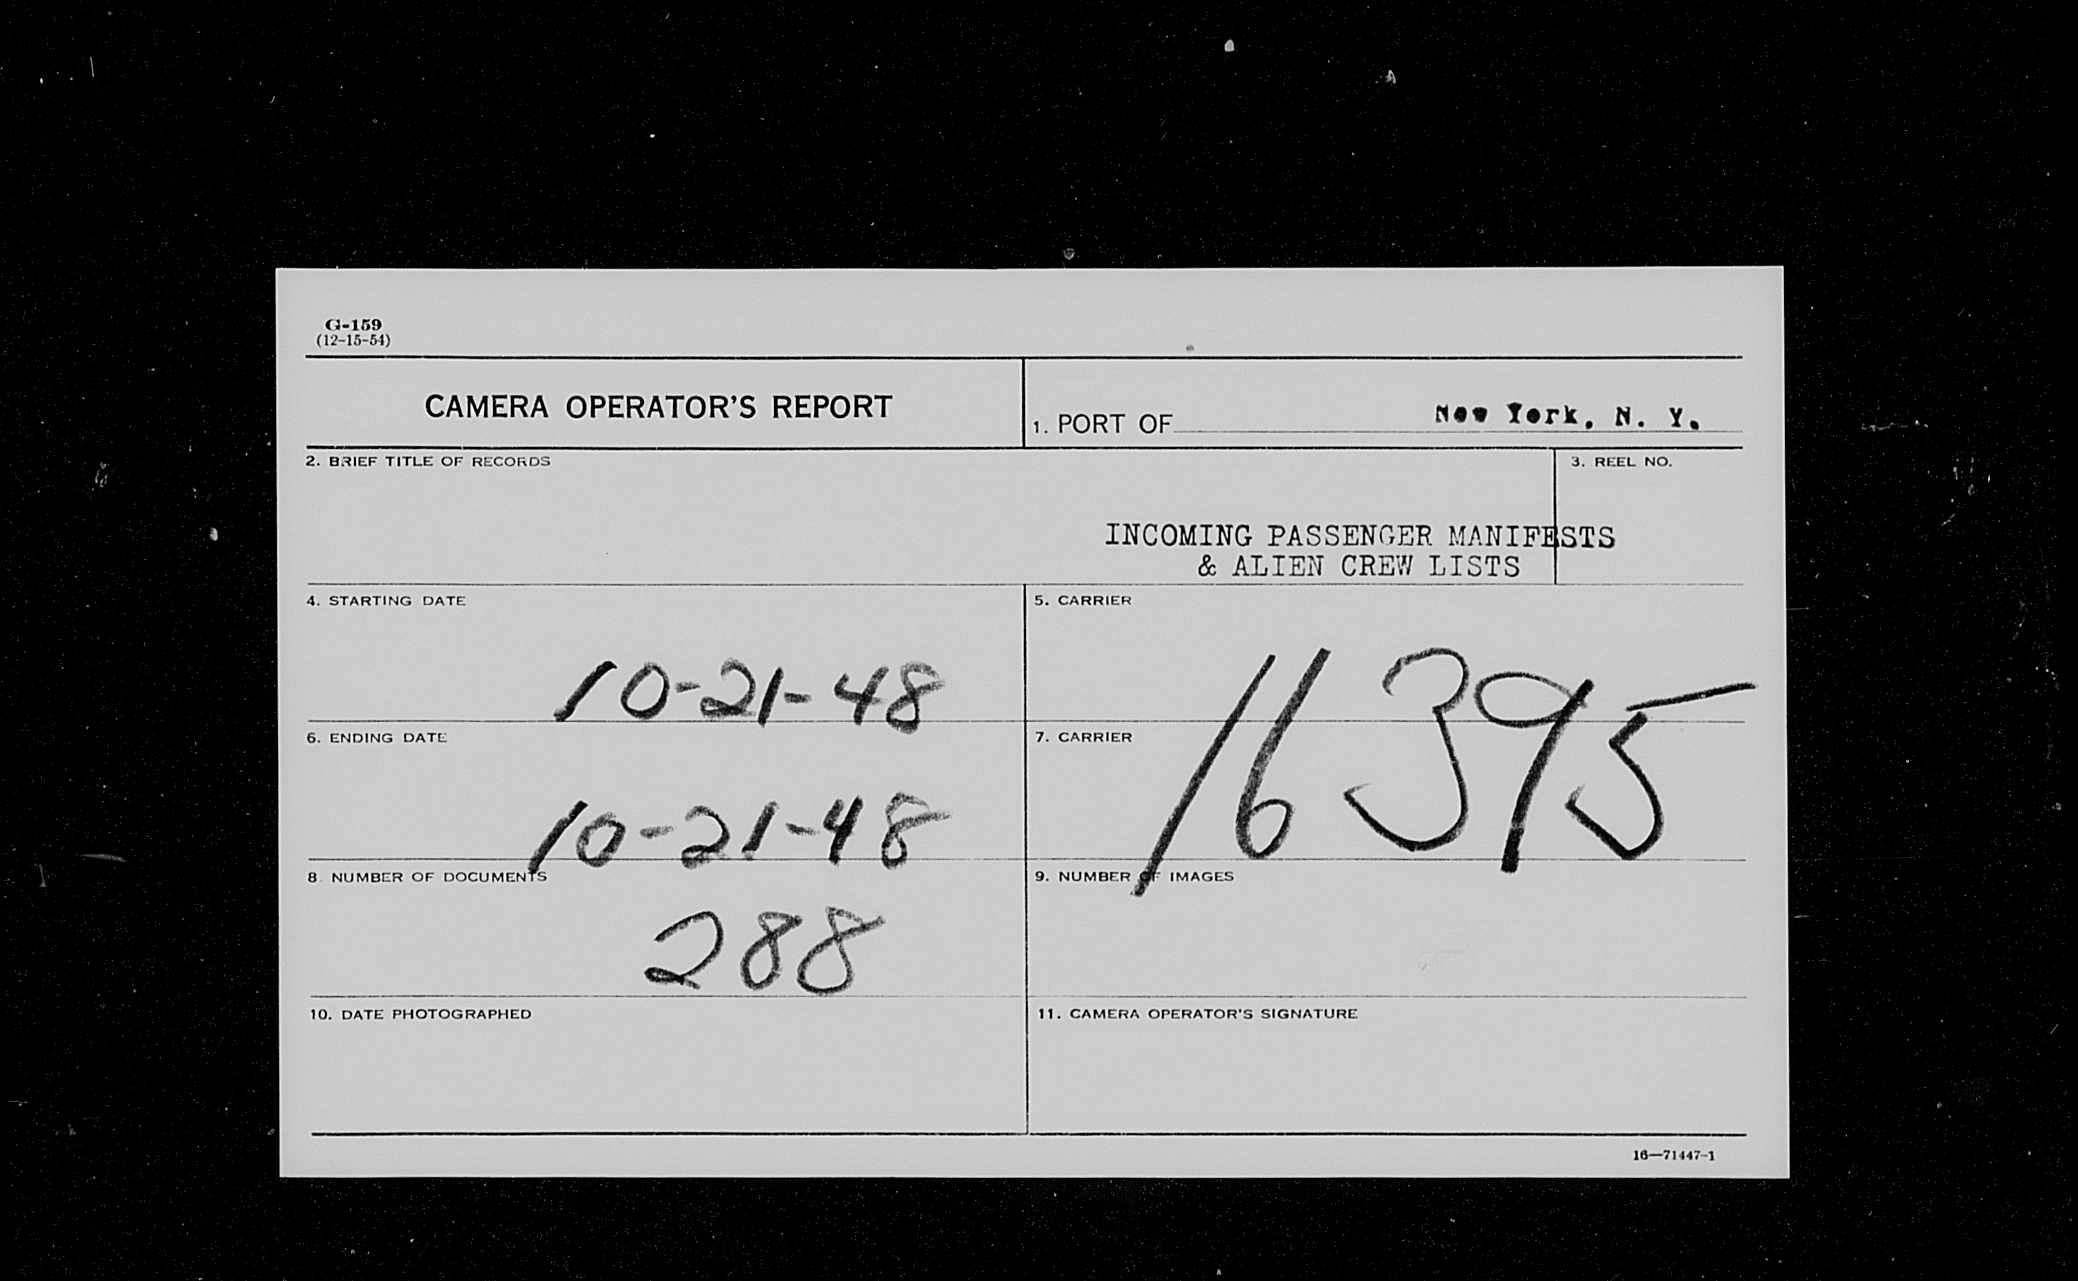 G-159
(12-15-54)
CAMERA OPERATOR'S REPORT
1. PORT OF New York, N. Y.
2. BRIEF TITLE OF RECORDS
3. REEL NO.
INCOMING PASSENGER MANIFESTS
& ALIEN CREW LISTS
4. STARTING DATE
10-21-48
5. CARRIER
16395
6. ENDING DATE
10-21-48
7. CARRIER
8 NUMBER OF DOCUMENTS
288
9. NUMBER OF IMAGES
10. DATE PHOTOGRAPHED
11. CAMERA OPERATOR'S SIGNATURE
16—71447-1